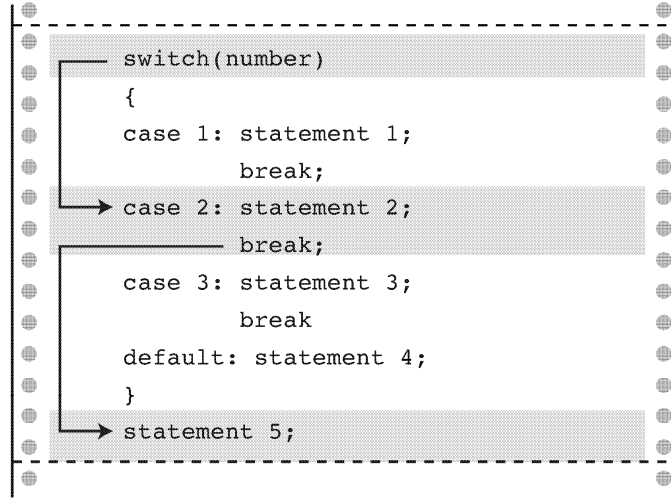 switch(number)
{
case 1: statement 1;
break;
case 2: statement 2;
break;
case 3: statement 3;
break
default: statement 4;
}
statement 5;